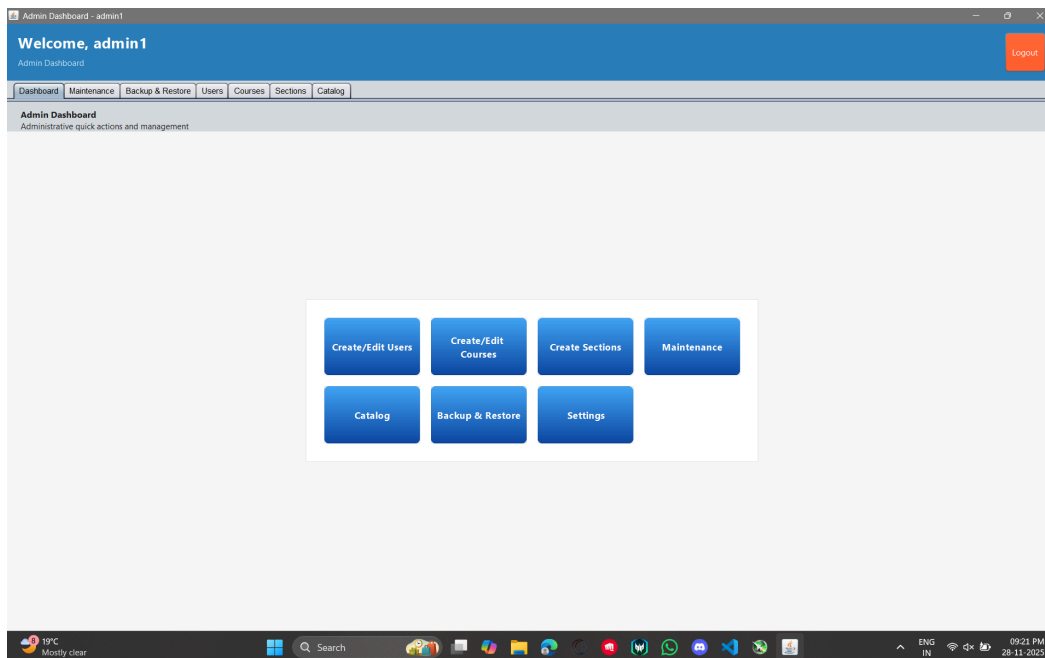 Admin Dashboard - admin1
Welcome, admin1
Admin Dashboard
Logout
Dashboard Maintenance Backup & Restore Users Courses Sections Catalog
Admin Dashboard
Administrative quick actions and management
Create/Edit Users
Create/Edit
Courses
Create Sections
Maintenance
Catalog
Backup & Restore
Settings
8
19°C
Mostly clear
Search
ENG
IN
09:21 PM
28-11-2025